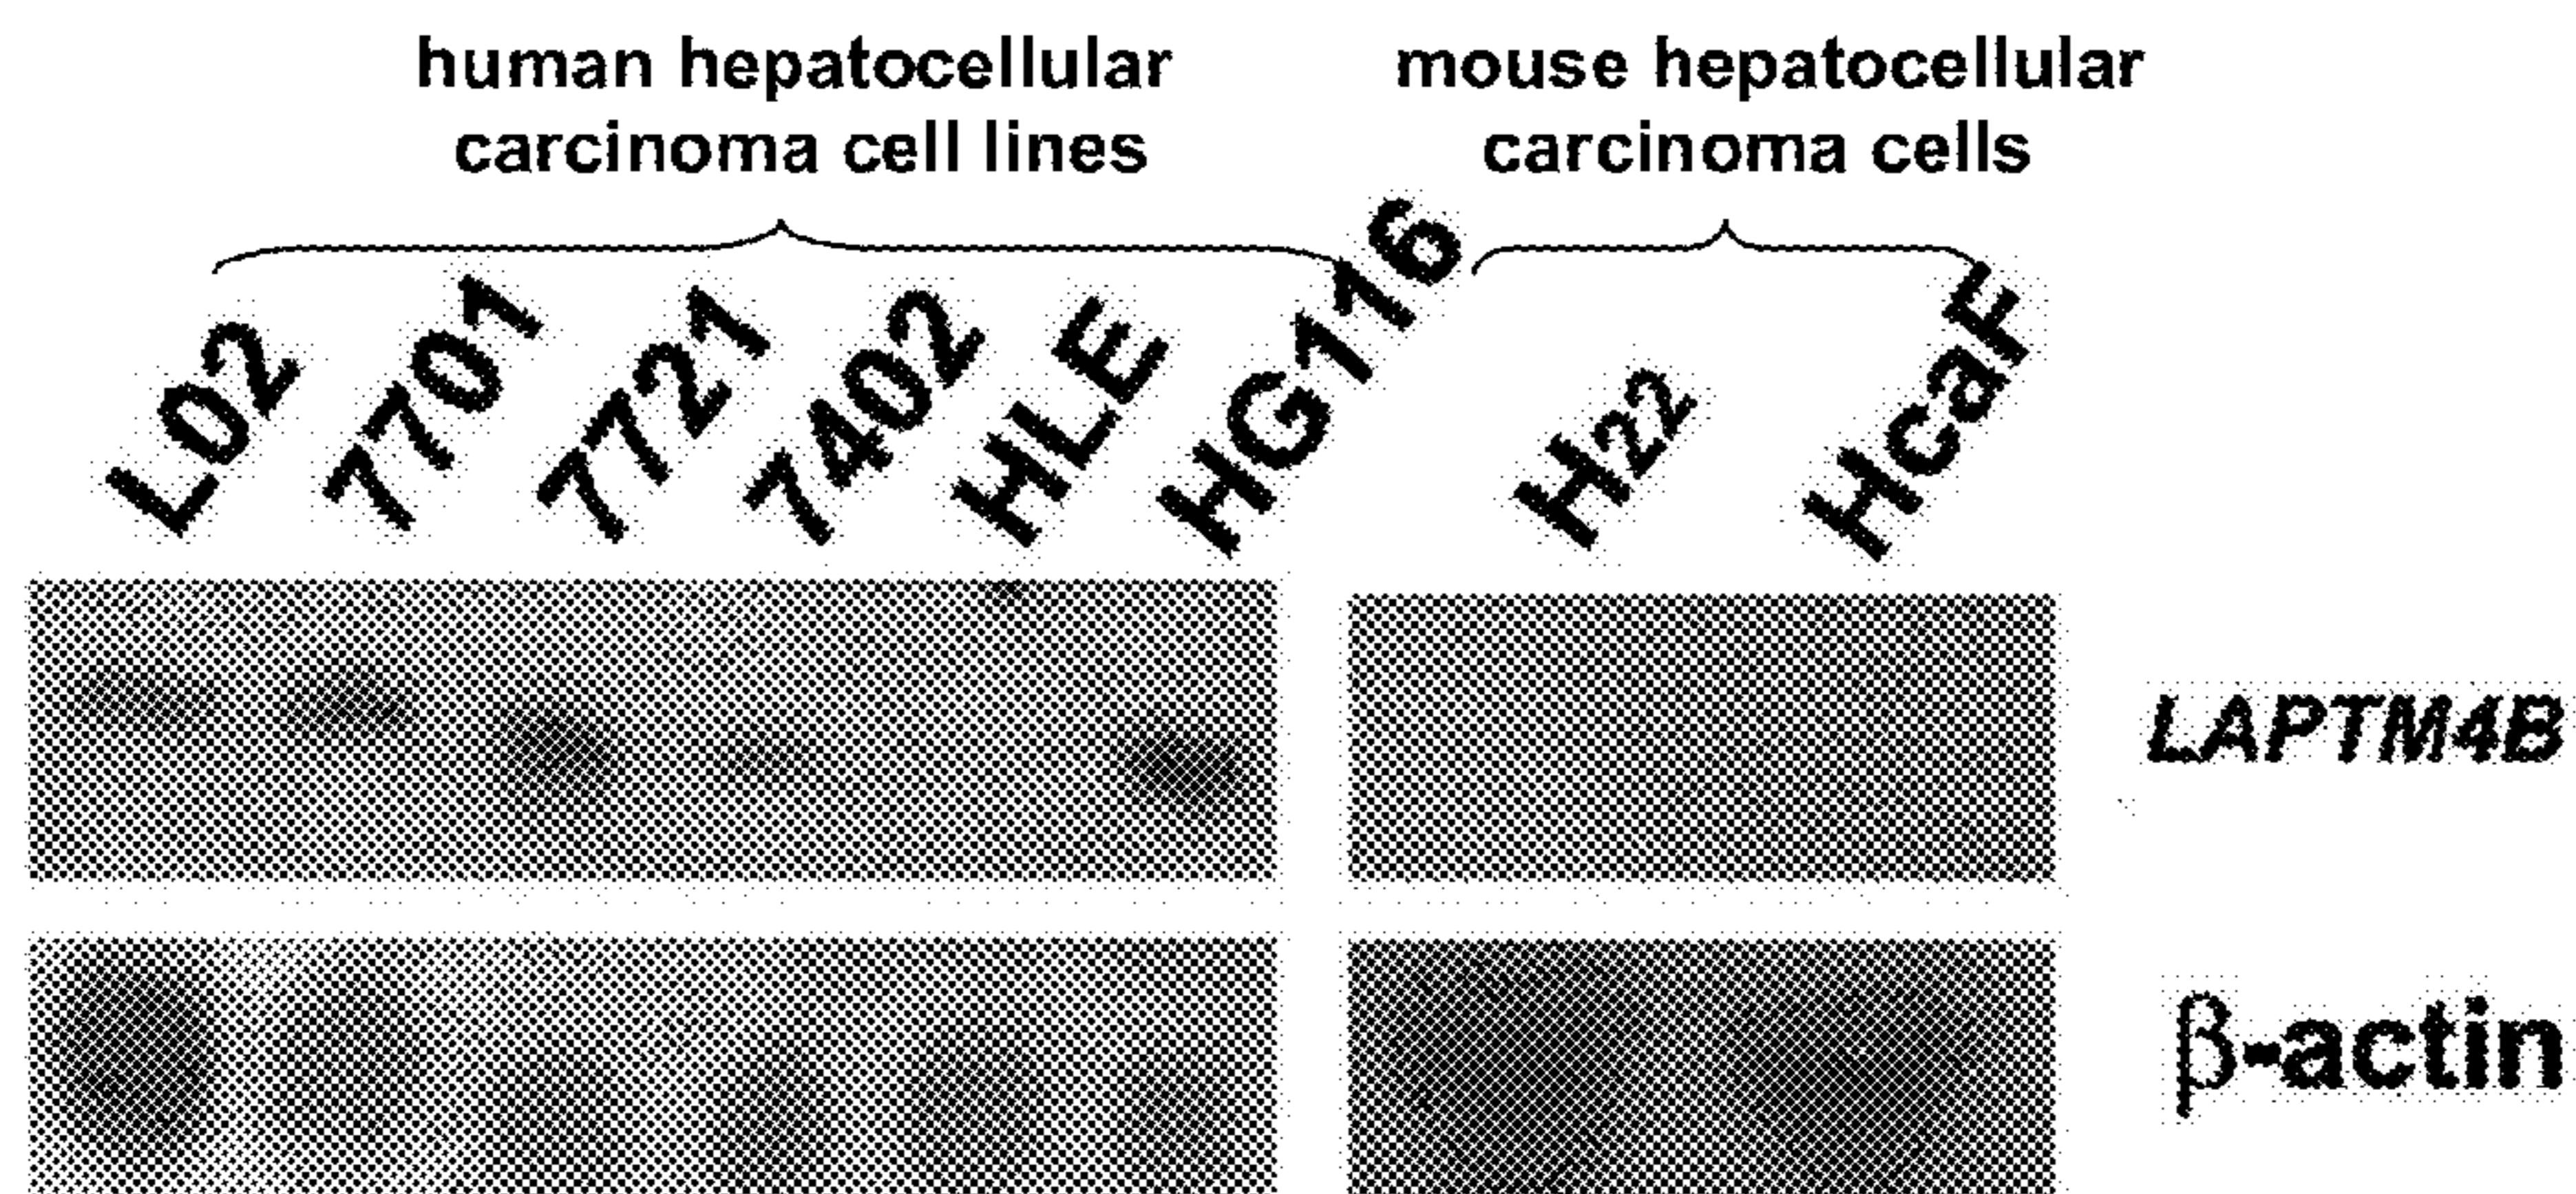 human hepatocellular
carcinoma cell lines
mouse hepatocellular
carcinoma cells
L02
7701
7721
7402
HLE
HG116
H22
HcaF
LAPTM4B
β-actin